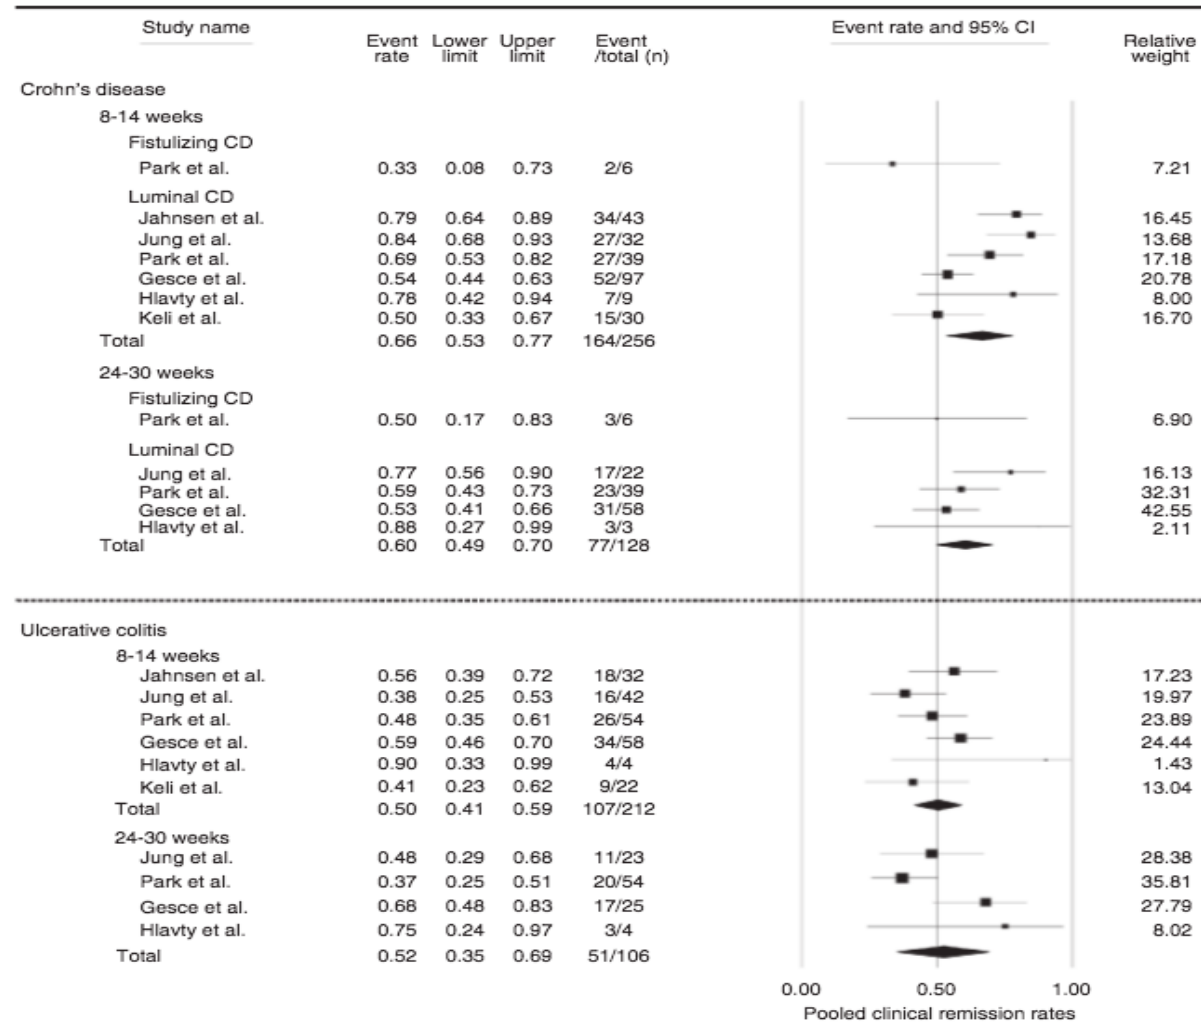 Study name Event rate Lower limit Upper limit Event /total (n) Event rate and 95% CI Relative weight
Crohn's disease
8-14 weeks
Fistulizing CD
Park et al. 0.33 0.08 0.73 2/6 7.21
Luminal CD
Jahnsen et al. 0.79 0.64 0.89 34/43 16.45
Jung et al. 0.84 0.68 0.93 27/32 13.68
Park et al. 0.69 0.53 0.82 27/39 17.18
Gesce et al. 0.54 0.44 0.63 52/97 20.78
Hlavty et al. 0.78 0.42 0.94 7/9 8.00
Keli et al. 0.50 0.33 0.67 15/30 16.70
Total 0.66 0.53 0.77 164/256
24-30 weeks
Fistulizing CD
Park et al. 0.50 0.17 0.83 3/6 6.90
Luminal CD
Jung et al. 0.77 0.56 0.90 17/22 16.13
Park et al. 0.59 0.43 0.73 23/39 32.31
Gesce et al. 0.53 0.41 0.66 31/58 42.55
Hlavty et al. 0.88 0.27 0.99 3/3 2.11
Total 0.60 0.49 0.70 77/128
Ulcerative colitis
8-14 weeks
Jahnsen et al. 0.56 0.39 0.72 18/32 17.23
Jung et al. 0.38 0.25 0.53 16/42 19.97
Park et al. 0.48 0.35 0.61 26/54 23.89
Gesce et al. 0.59 0.46 0.70 34/58 24.44
Hlavty et al. 0.90 0.33 0.99 4/4 1.43
Keli et al. 0.41 0.23 0.62 9/22 13.04
Total 0.50 0.41 0.59 107/212
24-30 weeks
Jung et al. 0.48 0.29 0.68 11/23 28.38
Park et al. 0.37 0.25 0.51 20/54 35.81
Gesce et al. 0.68 0.48 0.83 17/25 27.79
Hlavty et al. 0.75 0.24 0.97 3/4 8.02
Total 0.52 0.35 0.69 51/106
0.00 0.50 1.00
Pooled clinical remission rates